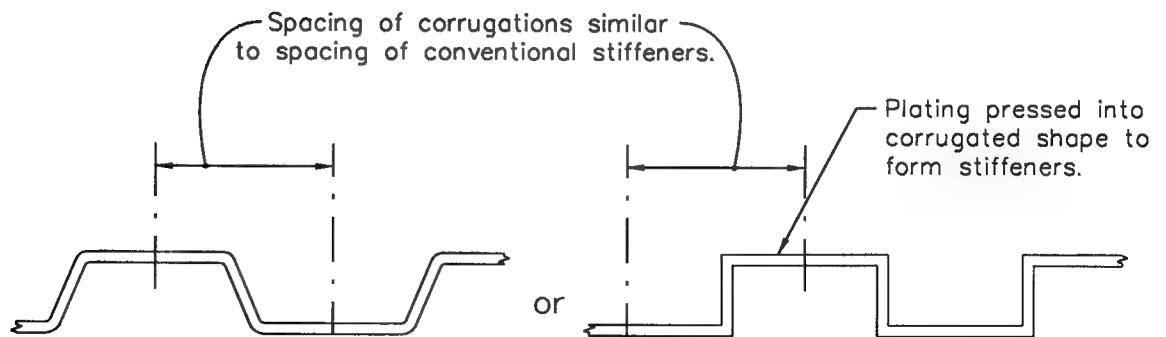 Spacing of corrugations similar
to spacing of conventional stiffeners.
Plating pressed into
corrugated shape to
form stiffeners.
or